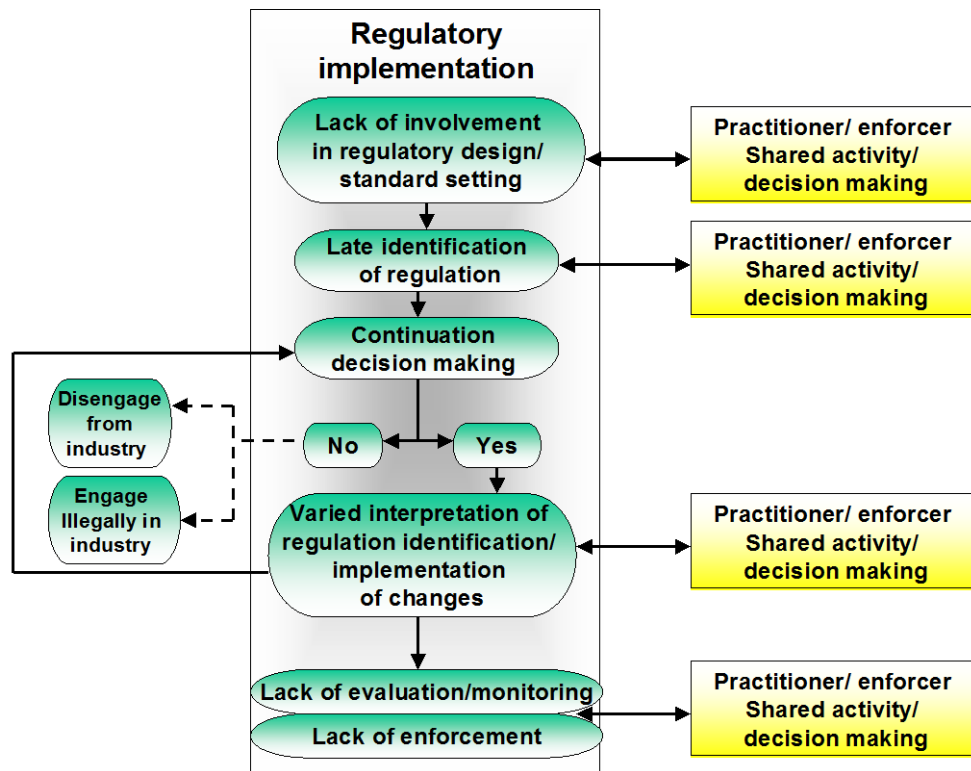 Regulatory
implementation
Lack of involvement
in regulatory design/
standard setting
Practitioner/ enforcer
Shared activity/
decision making
Late identification
of regulation
Practitioner/ enforcer
Shared activity/
decision making
Continuation
decision making
Disengage
from
industry
No
Yes
Engage
Illegally in
industry
Varied interpretation of
regulation identification/
implementation
of changes
Practitioner/ enforcer
Shared activity/
decision making
Lack of evaluation/monitoring
Lack of enforcement
Practitioner/ enforcer
Shared activity/
decision making